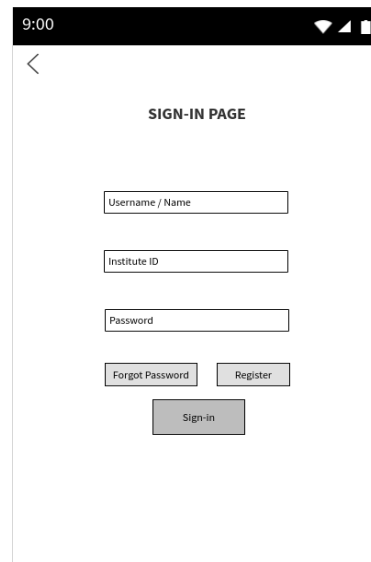 9:00
SIGN-IN PAGE
Username / Name
Institute ID
Password
Forgot Password Register
Sign-in